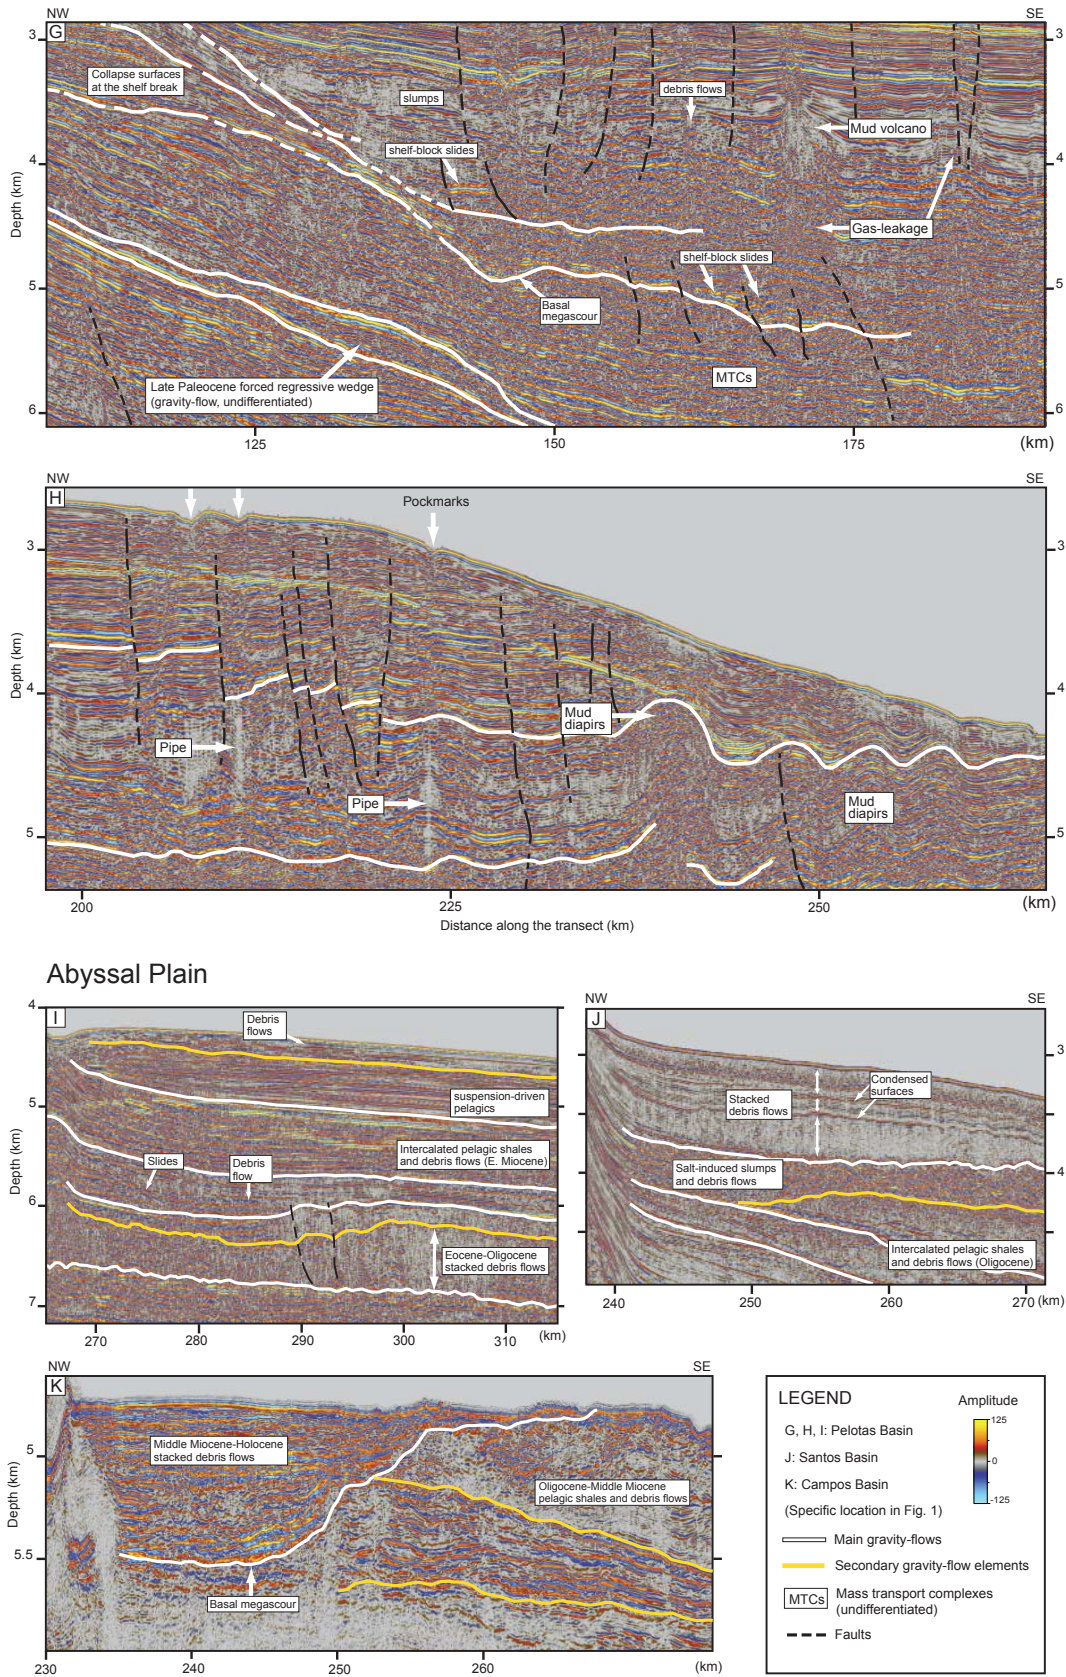 NW
SE
G
3
3
Collapse surfaces
at the shelf break
slumps
debris flows
Mud volcano
4
4
shelf-block slides
Depth (km)
Gas-leakage
shelf-block slides
5
5
Basal
megascour
MTCs
Late Paleocene forced regressive wedge
(gravity-flow, undifferentiated)
6
6
125
150
175
(km)
NW
SE
H
Pockmarks
3
3
Depth (km)
4
4
Mud
diapirs
Pipe
Pipe
Mud
diapirs
5
5
200
225
250
(km)
Distance along the transect (km)
Abyssal Plain
4
I
Debris
flows
5
suspension-driven
pelagics
Depth (km)
Intercalated pelagic shales
and debris flows (E. Miocene)
Slides
Debris
flow
6
Eocene-Oligocene
stacked debris flows
7
270
280
290
300
310
(km)
NW
SE
J
3
Condensed
surfaces
Stacked
debris flows
Salt-induced slumps
and debris flows
4
Intercalated pelagic shales
and debris flows (Oligocene)
240
250
260
270
(km)
NW
SE
K
Middle Miocene-Holocene
stacked debris flows
5
Oligocene-Middle Miocene
pelagic shales and debris flows
Depth (km)
5.5
Basal megascour
230
240
250
260
(km)
LEGEND
Amplitude
G, H, I: Pelotas Basin
125
J: Santos Basin
0
K: Campos Basin
-125
(Specific location in Fig. 1)
Main gravity-flows
Secondary gravity-flow elements
MTCs
Mass transport complexes
(undifferentiated)
Faults